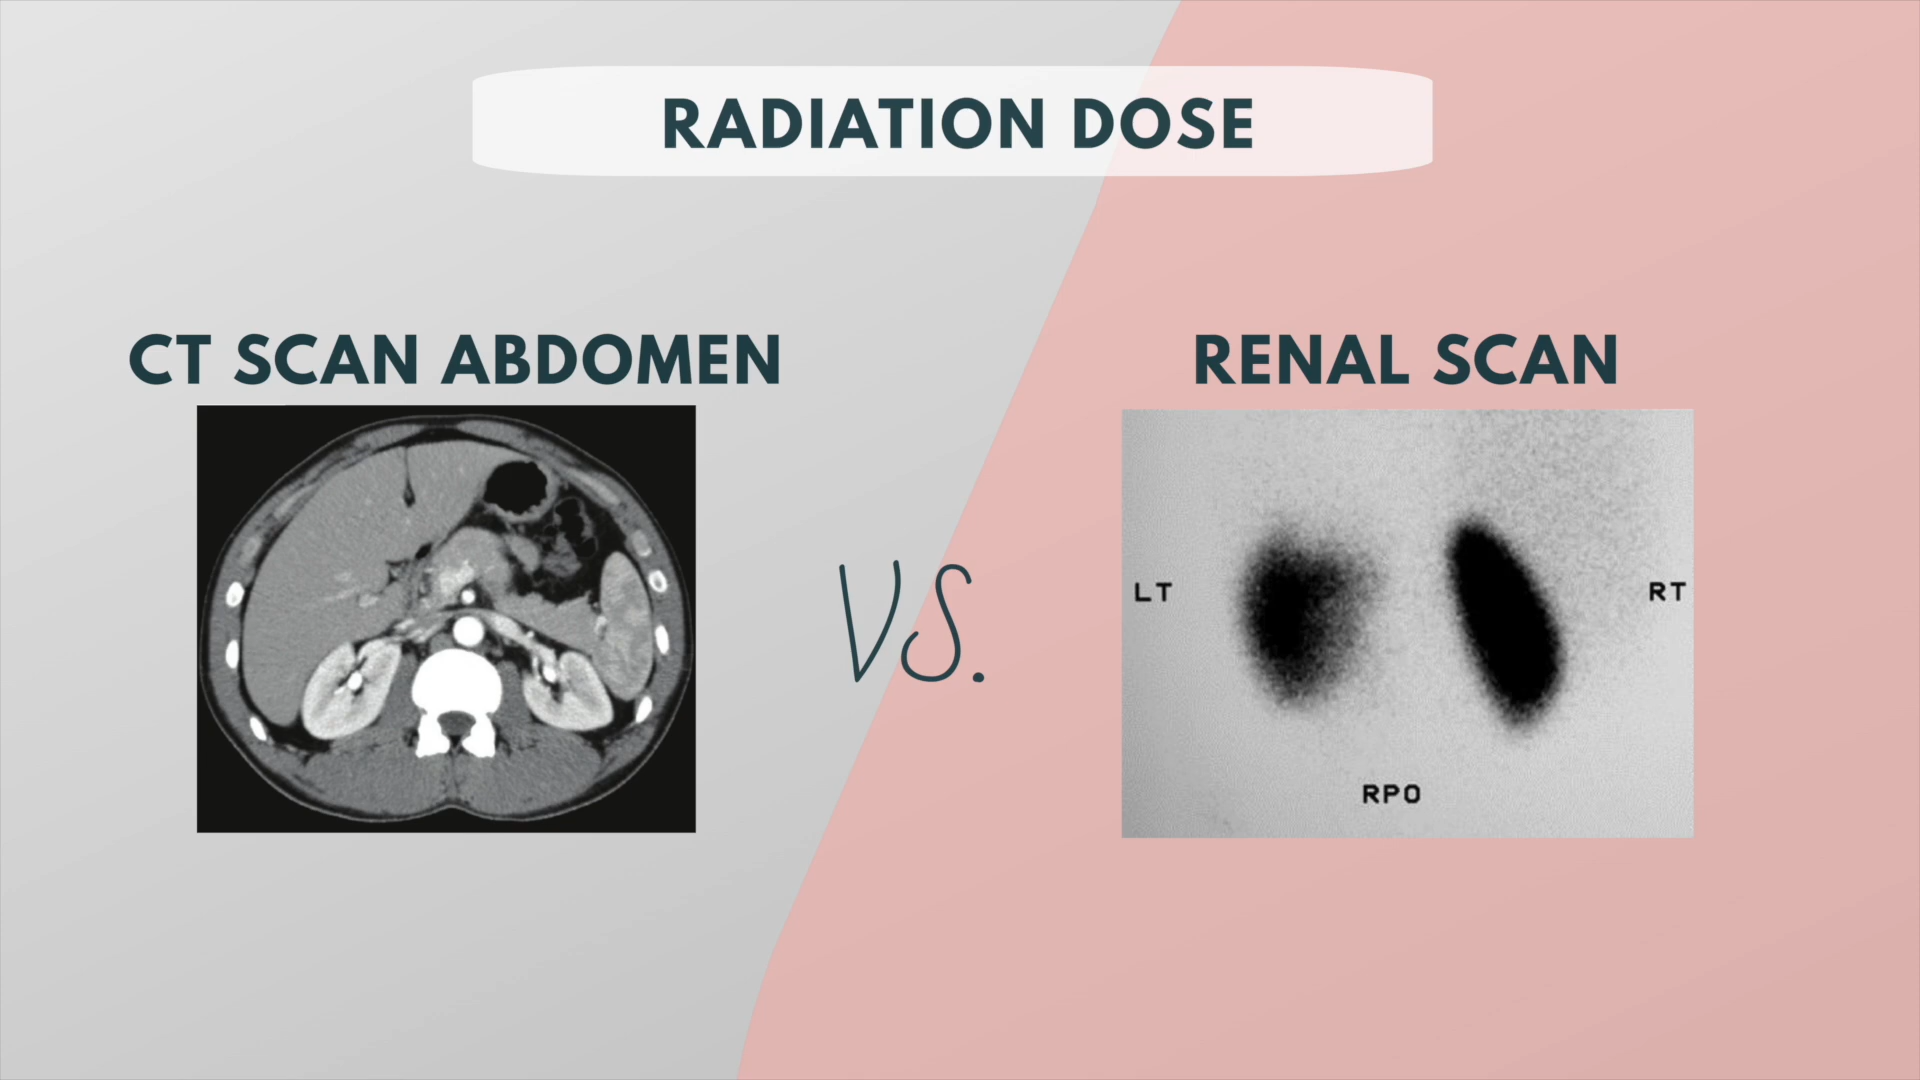 RADIATION DOSE
CT SCAN ABDOMEN
RENAL SCAN
VS.
LT
RT
RPO